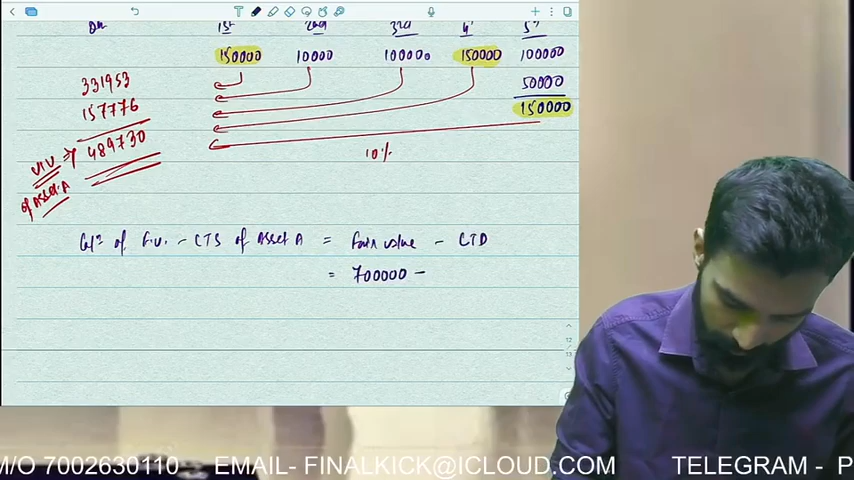 1st 2nd 3rd 4th 5th
150000 10000 100000 150000 100000
331953 50000
157776 150000
489730
VIU of Asset A
10%
of F.V. - CTS of Asset A = Fair value - CTD
= 700000 -
M/O 7002630110 - EMAIL- FINALKICK@ICLOUD.COM TELEGRAM - P